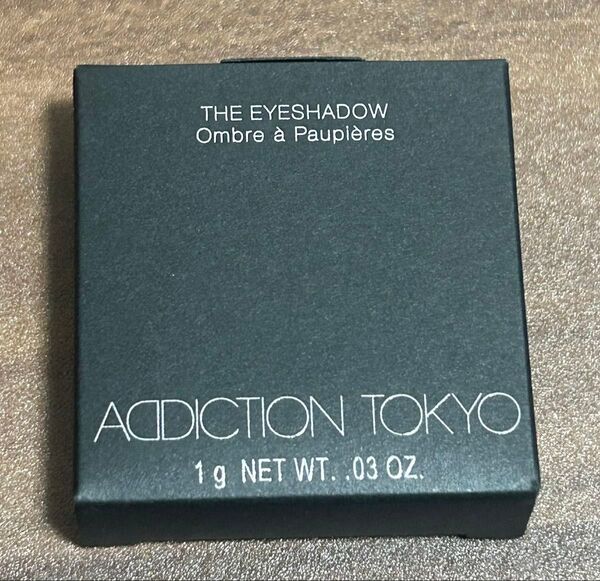 THE EYESHADOW
Ombre à Paupières
ADDICTION TOKYO
1 g NET WT. .03 OZ.